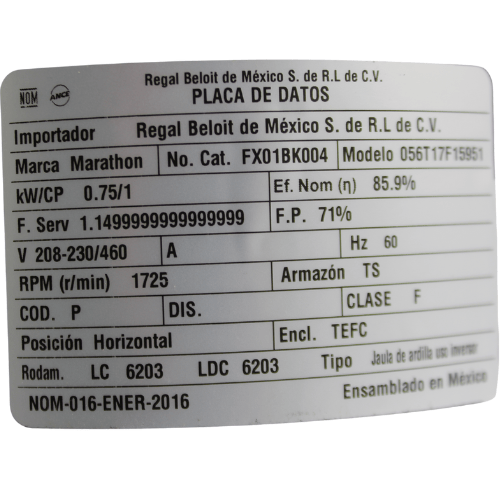 Regal Beloit de México S. de R.L de C.V.
NOM ANCE PLACA DE DATOS
Importador Regal Beloit de México S. de R.L de C.V.
Marca Marathon No. Cat. FX01BK004 Modelo 056T17F15951
kW/CP 0.75/1 Ef. Nom (η) 85.9%
F. Serv 1.1499999999999999 F.P. 71%
V 208-230/460 A Hz 60
RPM (r/min) 1725 Armazón TS
COD. P DIS. CLASE F
Posición Horizontal Encl. TEFC
Rodam. LC 6203 LDC 6203 Tipo Jaula de ardilla uso inversor
NOM-016-ENER-2016 Ensamblado en México